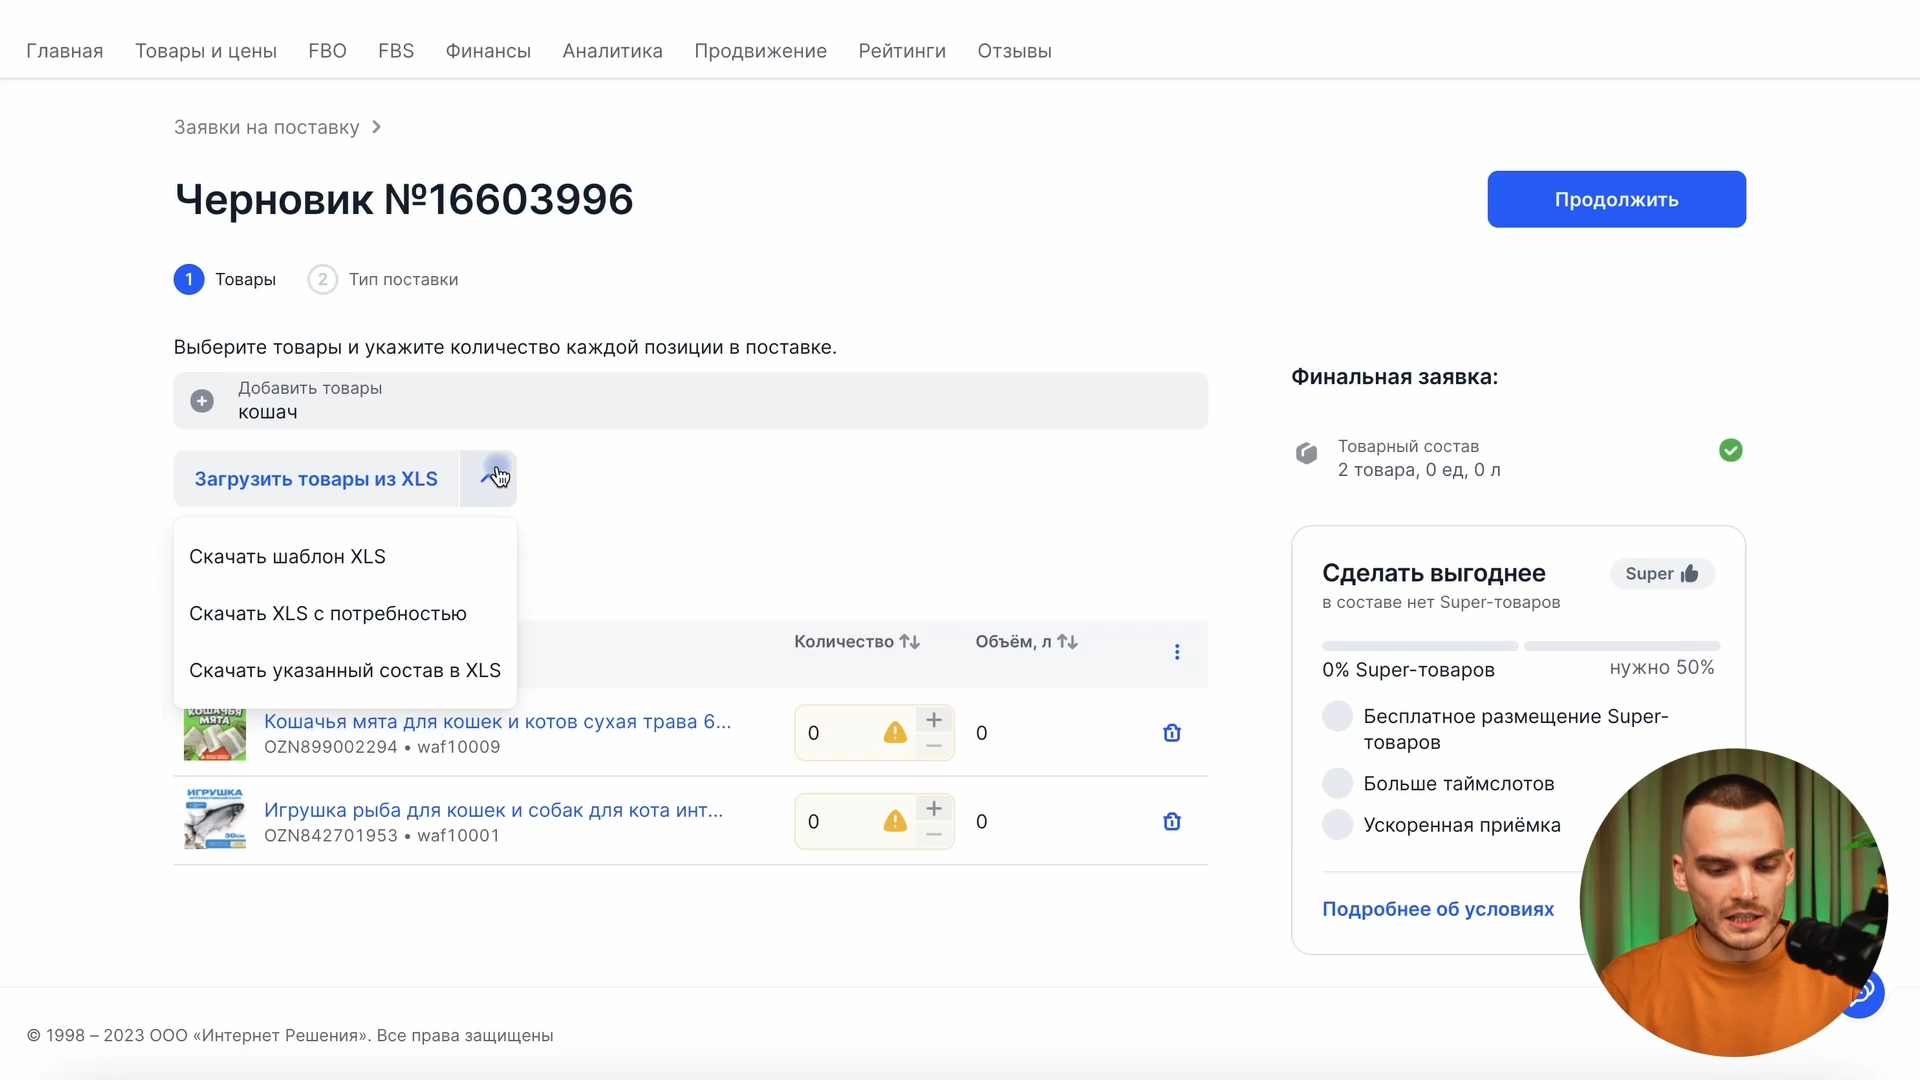 Главная Товары и цены FBO FBS Финансы Аналитика Продвижение Рейтинги Отзывы
Заявки на поставку
Черновик №16603996
Продолжить
1 Товары 2 Тип поставки
Выберите товары и укажите количество каждой позиции в поставке.
Добавить товары
кошач
Загрузить товары из XLS
Скачать шаблон XLS
Скачать XLS с потребностью
Скачать указанный состав в XLS
Количество Объём, л
КОШАЧЬЯ
МЯТА
Кошачья мята для кошек и котов сухая трава 6...
OZN899002294 • waf10009
0 0
ИГРУШКА
30см
Игрушка рыба для кошек и собак для кота инт...
OZN842701953 • waf10001
0 0
Финальная заявка:
Товарный состав
2 товара, 0 ед, 0 л
Сделать выгоднее Super
в составе нет Super-товаров
0% Super-товаров нужно 50%
Бесплатное размещение Super-
товаров
Больше таймслотов
Ускоренная приёмка
Подробнее об условиях
© 1998 – 2023 ООО «Интернет Решения». Все права защищены